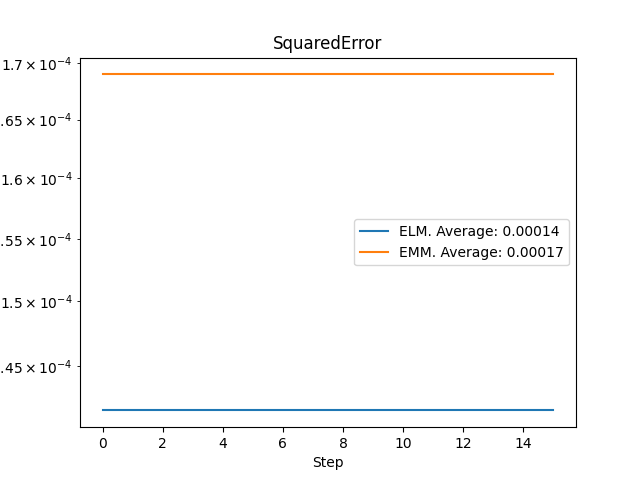 SquaredError
1.7 × 10⁻⁴
.65 × 10⁻⁴
1.6 × 10⁻⁴
.55 × 10⁻⁴
1.5 × 10⁻⁴
.45 × 10⁻⁴
ELM. Average: 0.00014
EMM. Average: 0.00017
0 2 4 6 8 10 12 14
Step